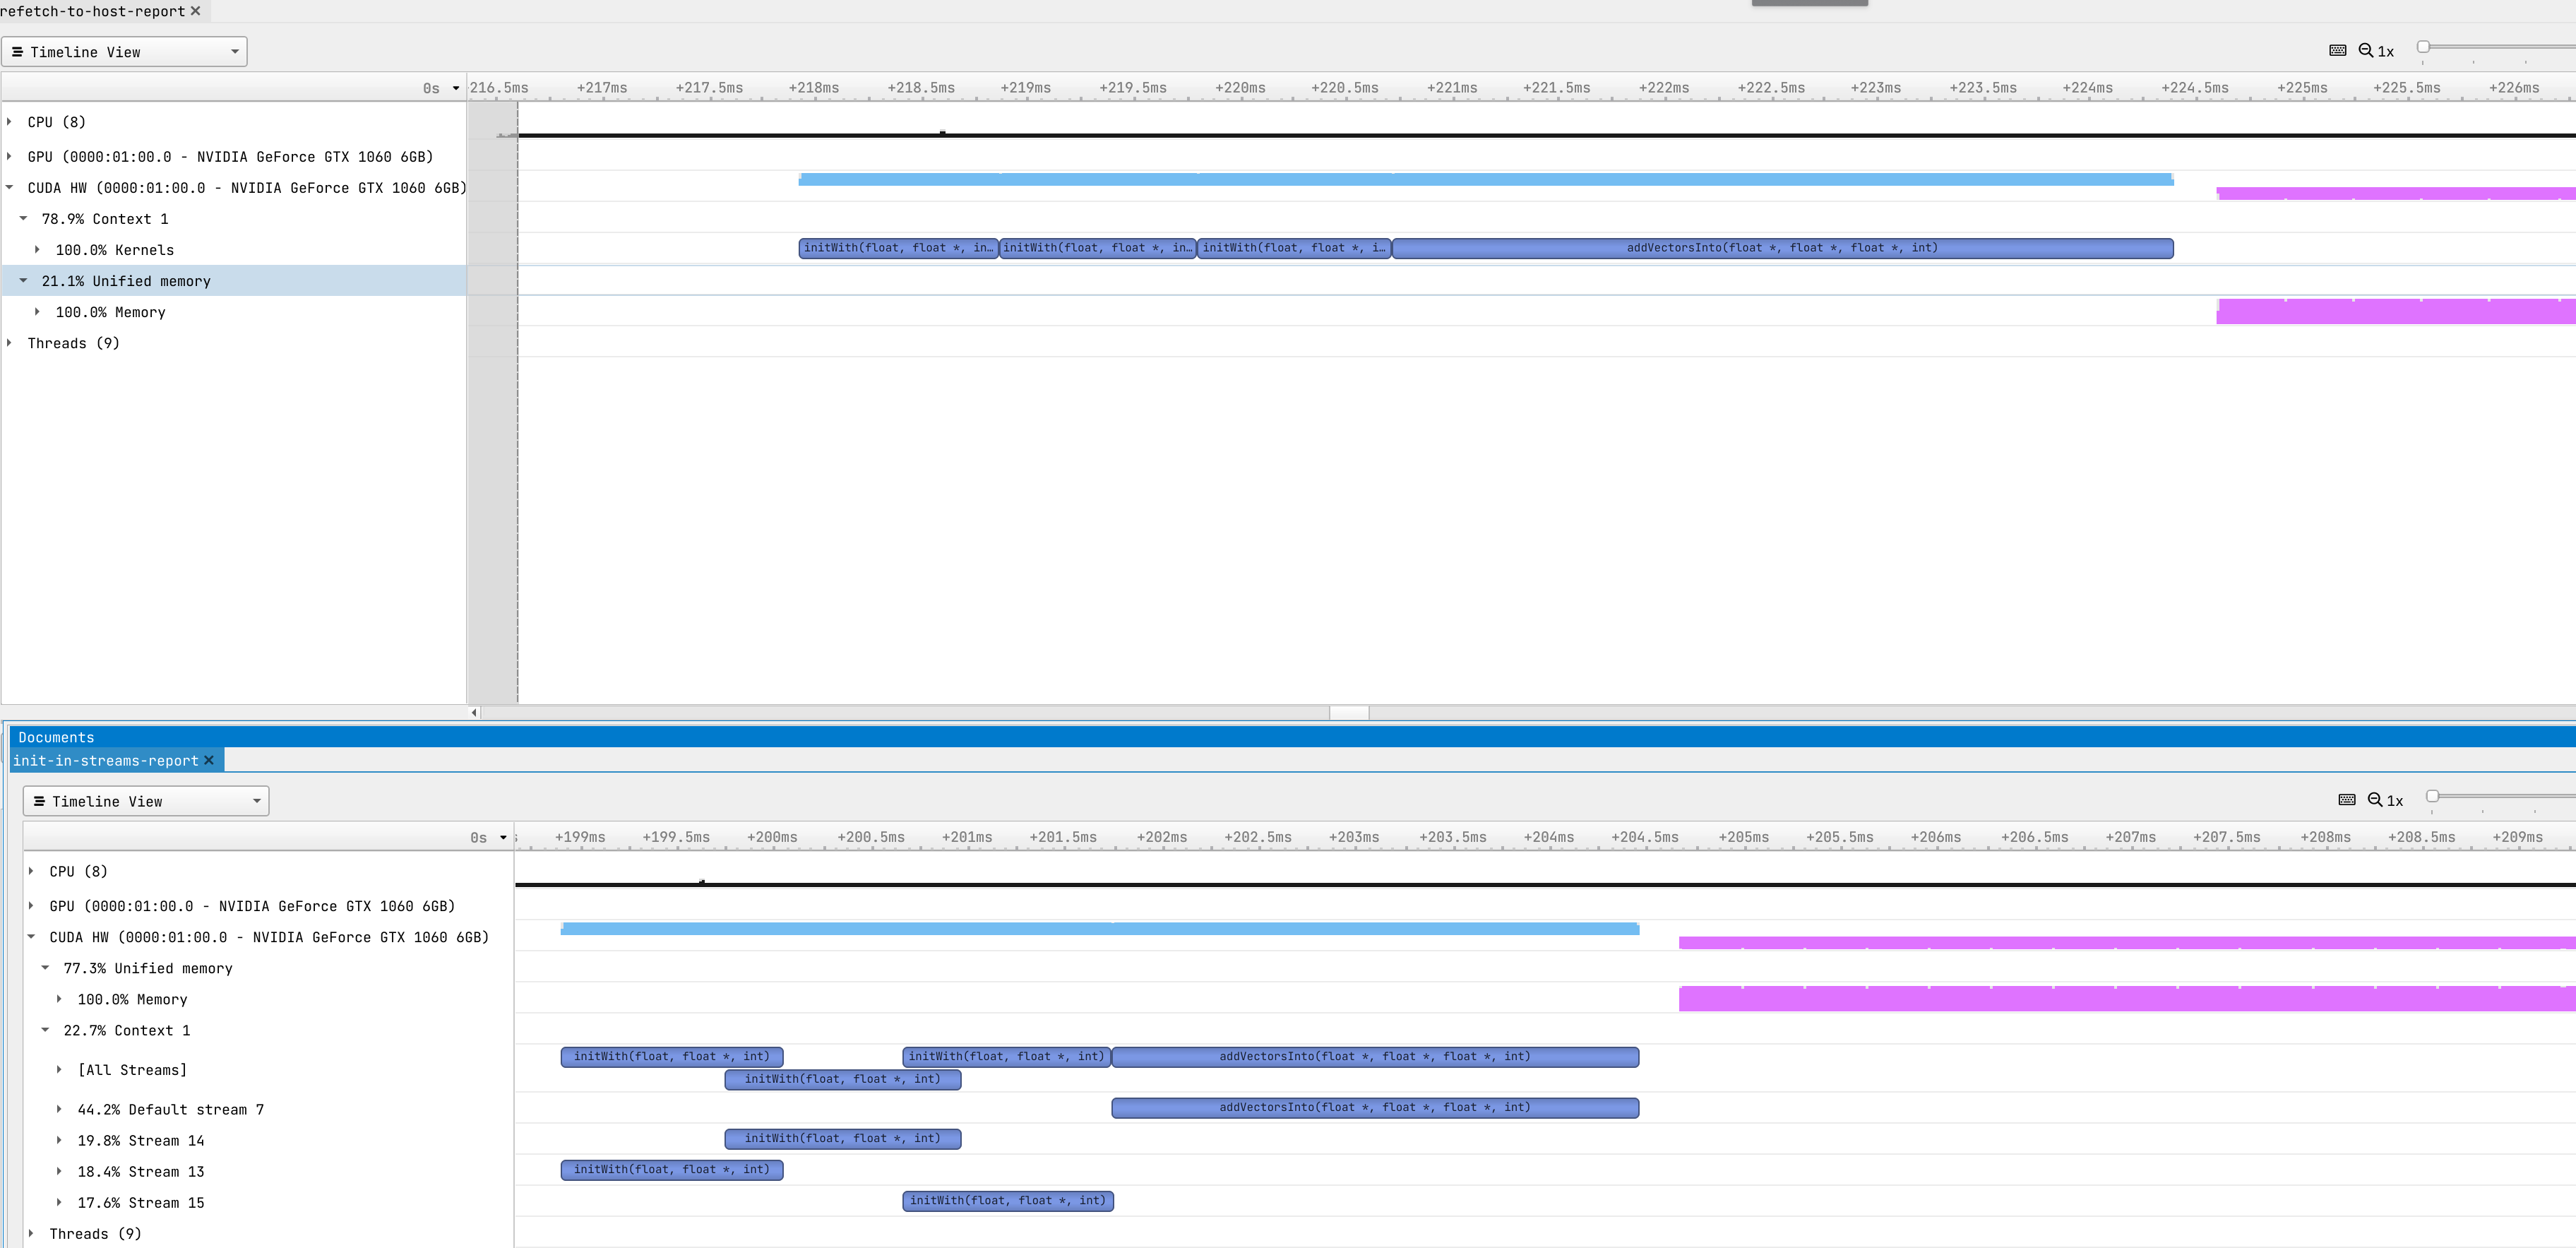 refetch-to-host-report
Timeline View
1x
0s
216.5ms +217ms +217.5ms +218ms +218.5ms +219ms +219.5ms +220ms +220.5ms +221ms +221.5ms +222ms +222.5ms +223ms +223.5ms +224ms +224.5ms +225ms +225.5ms +226ms
CPU (8)
GPU (0000:01:00.0 - NVIDIA GeForce GTX 1060 6GB)
CUDA HW (0000:01:00.0 - NVIDIA GeForce GTX 1060 6GB)
78.9% Context 1
100.0% Kernels
initWith(float, float *, in… initWith(float, float *, in… initWith(float, float *, i… addVectorsInto(float *, float *, float *, int)
21.1% Unified memory
100.0% Memory
Threads (9)
Documents
init-in-streams-report
Timeline View
1x
0s
+199ms +199.5ms +200ms +200.5ms +201ms +201.5ms +202ms +202.5ms +203ms +203.5ms +204ms +204.5ms +205ms +205.5ms +206ms +206.5ms +207ms +207.5ms +208ms +208.5ms +209ms
CPU (8)
GPU (0000:01:00.0 - NVIDIA GeForce GTX 1060 6GB)
CUDA HW (0000:01:00.0 - NVIDIA GeForce GTX 1060 6GB)
77.3% Unified memory
100.0% Memory
22.7% Context 1
[All Streams]
initWith(float, float *, int) initWith(float, float *, int) addVectorsInto(float *, float *, float *, int)
initWith(float, float *, int)
44.2% Default stream 7 addVectorsInto(float *, float *, float *, int)
19.8% Stream 14 initWith(float, float *, int)
18.4% Stream 13 initWith(float, float *, int)
17.6% Stream 15 initWith(float, float *, int)
Threads (9)